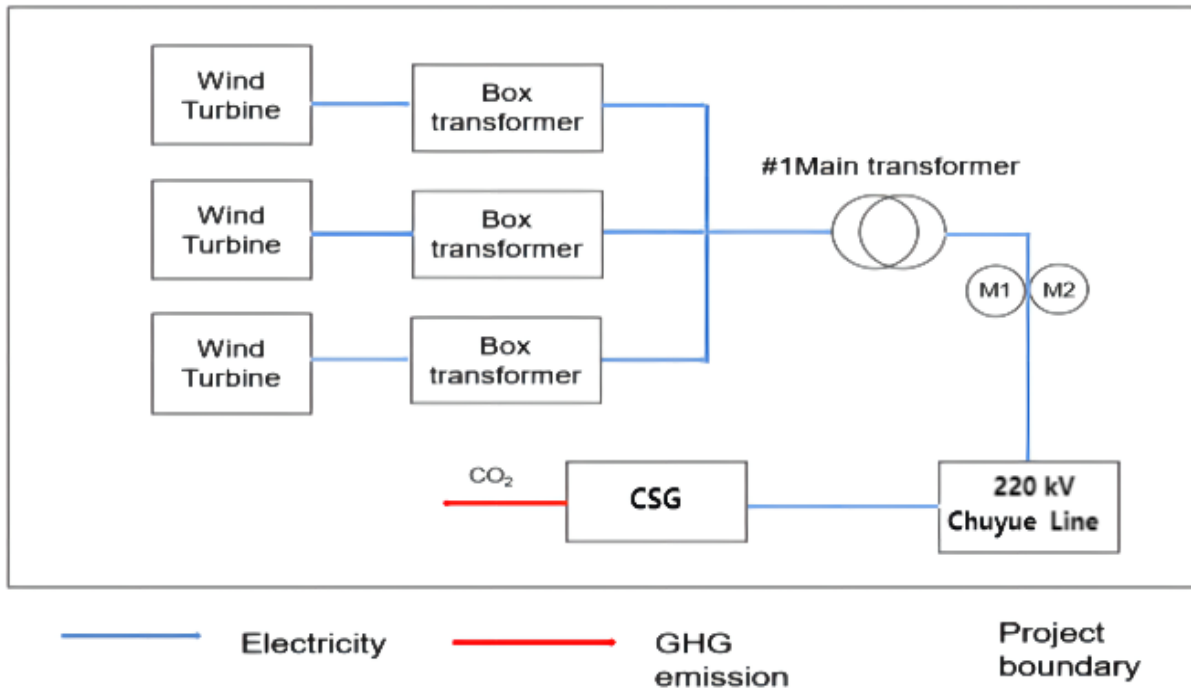 Wind
Turbine
Box
transformer
#1Main transformer
Wind
Turbine
Box
transformer
M1
M2
Wind
Turbine
Box
transformer
CO₂
CSG
220 kV
Chuyue Line
Electricity
GHG
emission
Project
boundary